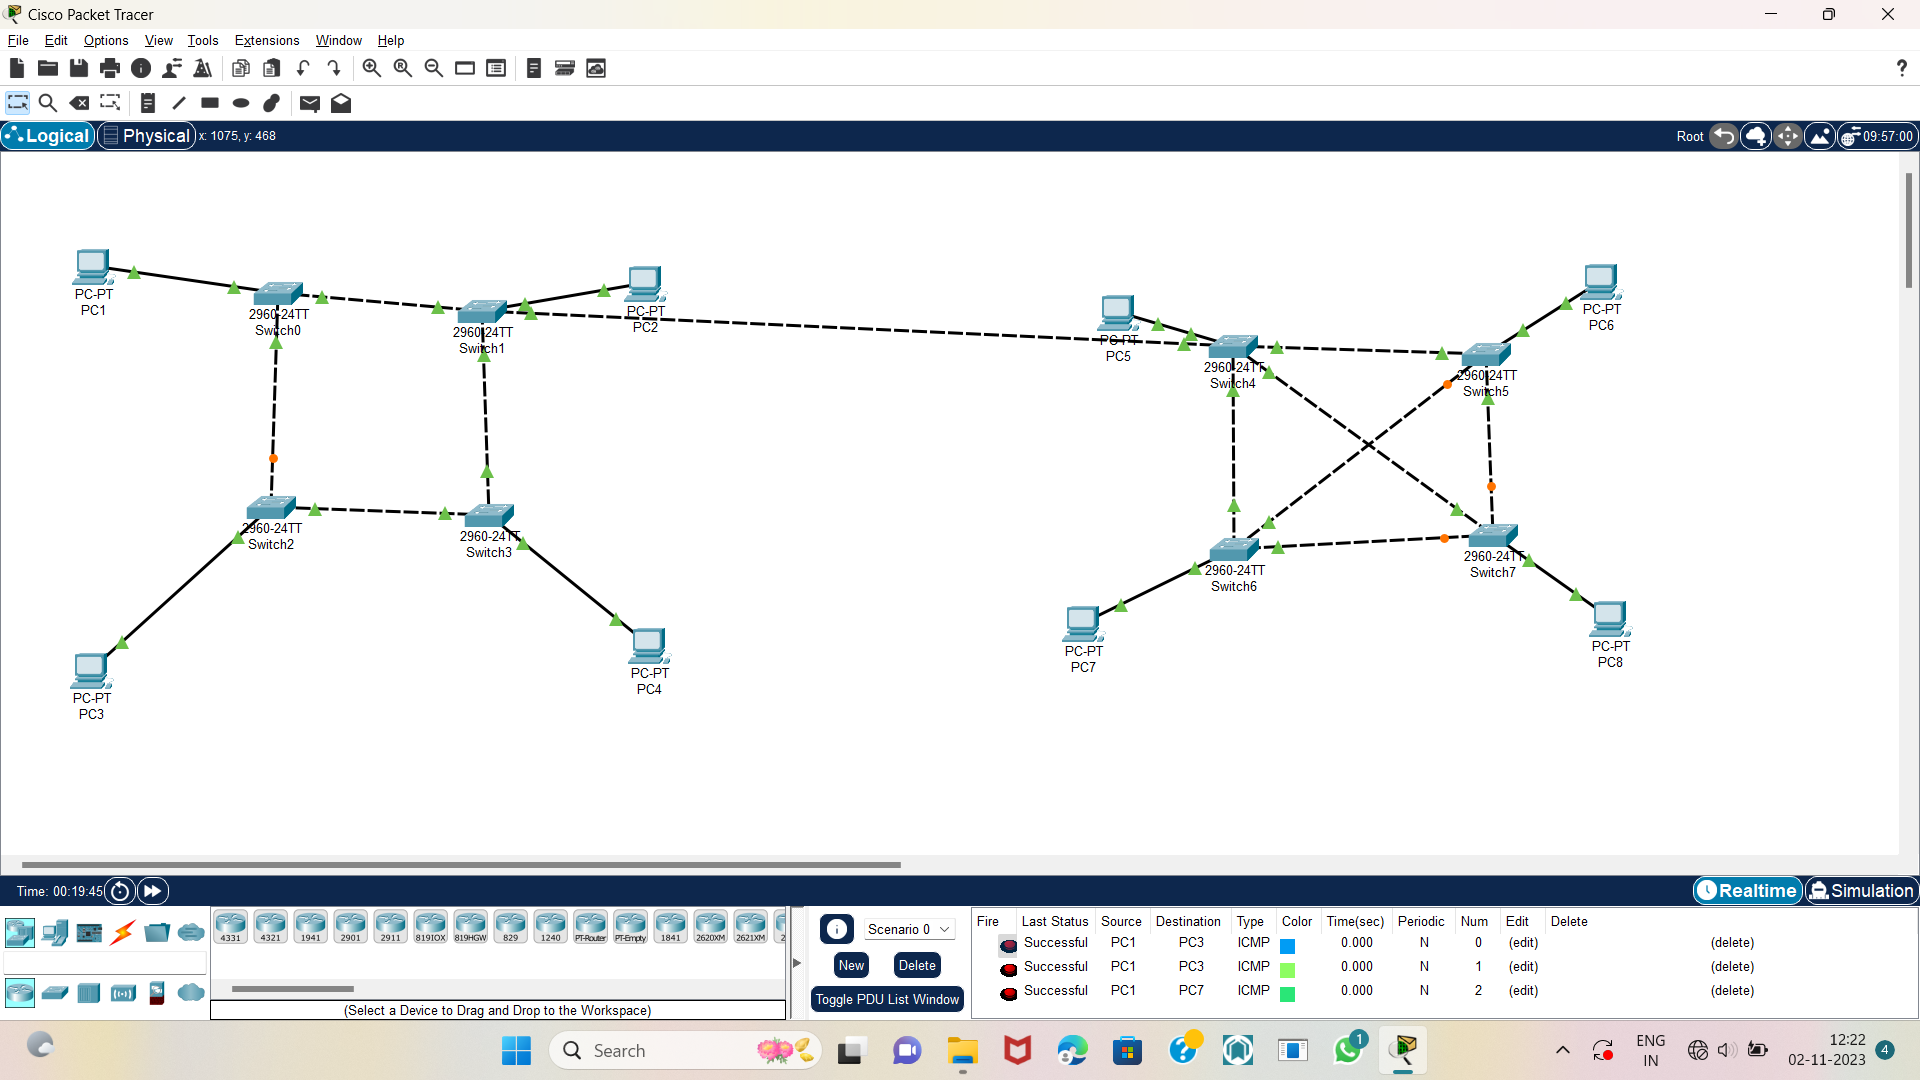 Cisco Packet Tracer
File Edit Options View Tools Extensions Window Help
?
Logical Physical x: 1075, y: 468 Root 09:57:00
PC-PT
PC1
2960-24TT
Switch0
2960-24TT
Switch1
PC-PT
PC2
PC-PT
PC5
2960-24TT
Switch4
2960-24TT
Switch5
PC-PT
PC6
2960-24TT
Switch2
2960-24TT
Switch3
2960-24TT
Switch6
2960-24TT
Switch7
PC-PT
PC3
PC-PT
PC4
PC-PT
PC7
PC-PT
PC8
Time: 00:19:45 Realtime Simulation
4331 4321 1941 2901 2911 819IOX 819HGW 829 1240 PT-Router PT-Empty 1841 2620XM 2621XM 2
(Select a Device to Drag and Drop to the Workspace)
Scenario 0
New Delete
Toggle PDU List Window
Fire Last Status Source Destination Type Color Time(sec) Periodic Num Edit Delete
Successful PC1 PC3 ICMP 0.000 N 0 (edit) (delete)
Successful PC1 PC3 ICMP 0.000 N 1 (edit) (delete)
Successful PC1 PC7 ICMP 0.000 N 2 (edit) (delete)
Search
1
ENG
IN
12:22
02-11-2023
4